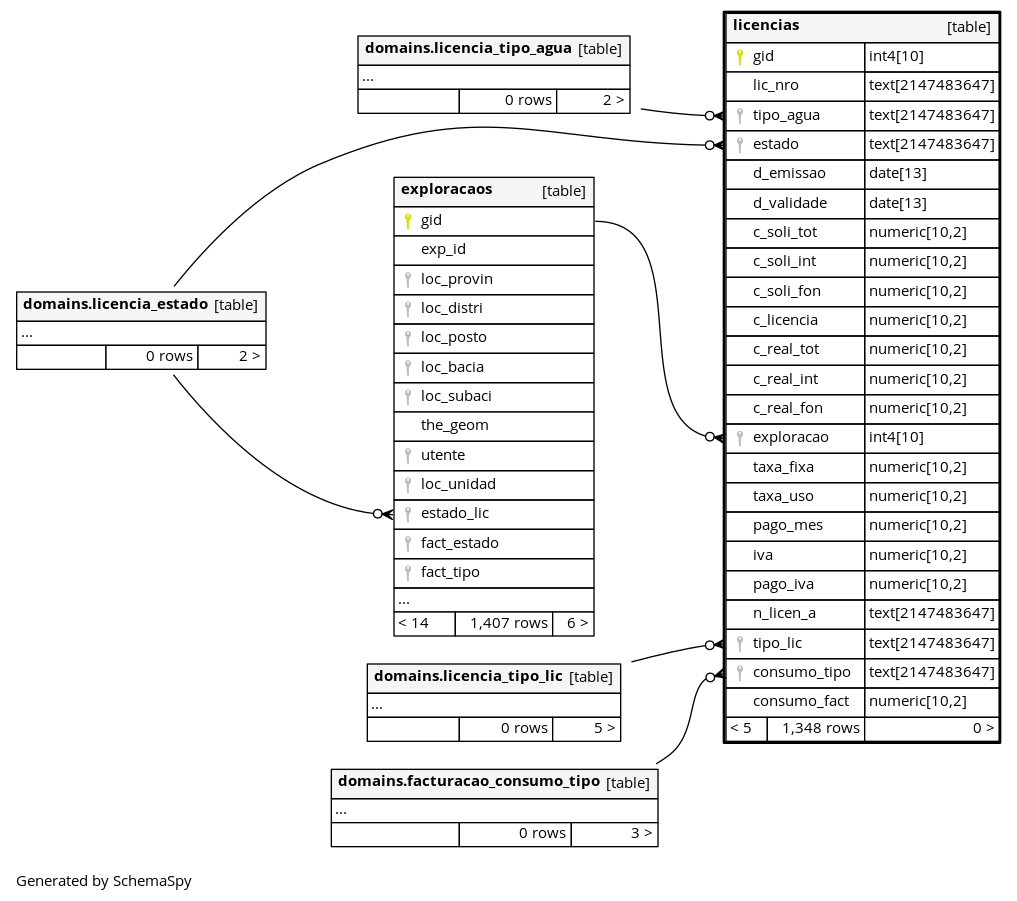 domains.licencia_tipo_agua [table]
...
0 rows 2 >
domains.licencia_estado [table]
...
0 rows 2 >
exploracaos [table]
gid
exp_id
loc_provin
loc_distri
loc_posto
loc_bacia
loc_subaci
the_geom
utente
loc_unidad
estado_lic
fact_estado
fact_tipo
...
< 14 1,407 rows 6 >
domains.licencia_tipo_lic [table]
...
0 rows 5 >
domains.facturacao_consumo_tipo [table]
...
0 rows 3 >
licencias [table]
gid int4[10]
lic_nro text[2147483647]
tipo_agua text[2147483647]
estado text[2147483647]
d_emissao date[13]
d_validade date[13]
c_soli_tot numeric[10,2]
c_soli_int numeric[10,2]
c_soli_fon numeric[10,2]
c_licencia numeric[10,2]
c_real_tot numeric[10,2]
c_real_int numeric[10,2]
c_real_fon numeric[10,2]
exploracao int4[10]
taxa_fixa numeric[10,2]
taxa_uso numeric[10,2]
pago_mes numeric[10,2]
iva numeric[10,2]
pago_iva numeric[10,2]
n_licen_a text[2147483647]
tipo_lic text[2147483647]
consumo_tipo text[2147483647]
consumo_fact numeric[10,2]
< 5 1,348 rows 0 >
Generated by SchemaSpy